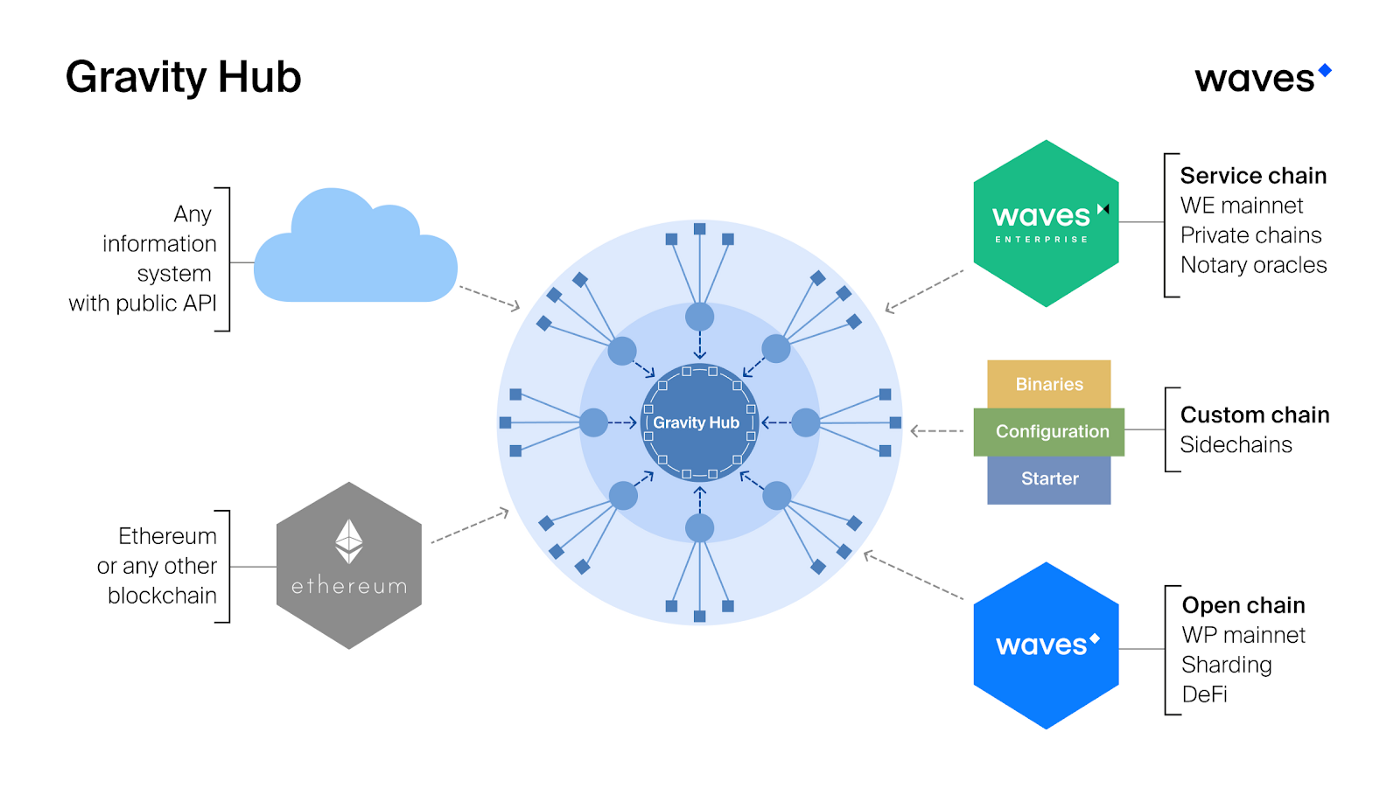 Gravity Hub
waves
Any
information
system
with public API
Ethereum
or any other
blockchain
ethereum
Gravity Hub
waves
ENTERPRISE
Service chain
WE mainnet
Private chains
Notary oracles
Binaries
Configuration
Starter
Custom chain
Sidechains
waves
Open chain
WP mainnet
Sharding
DeFi